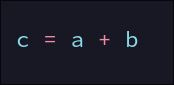 c = a + b